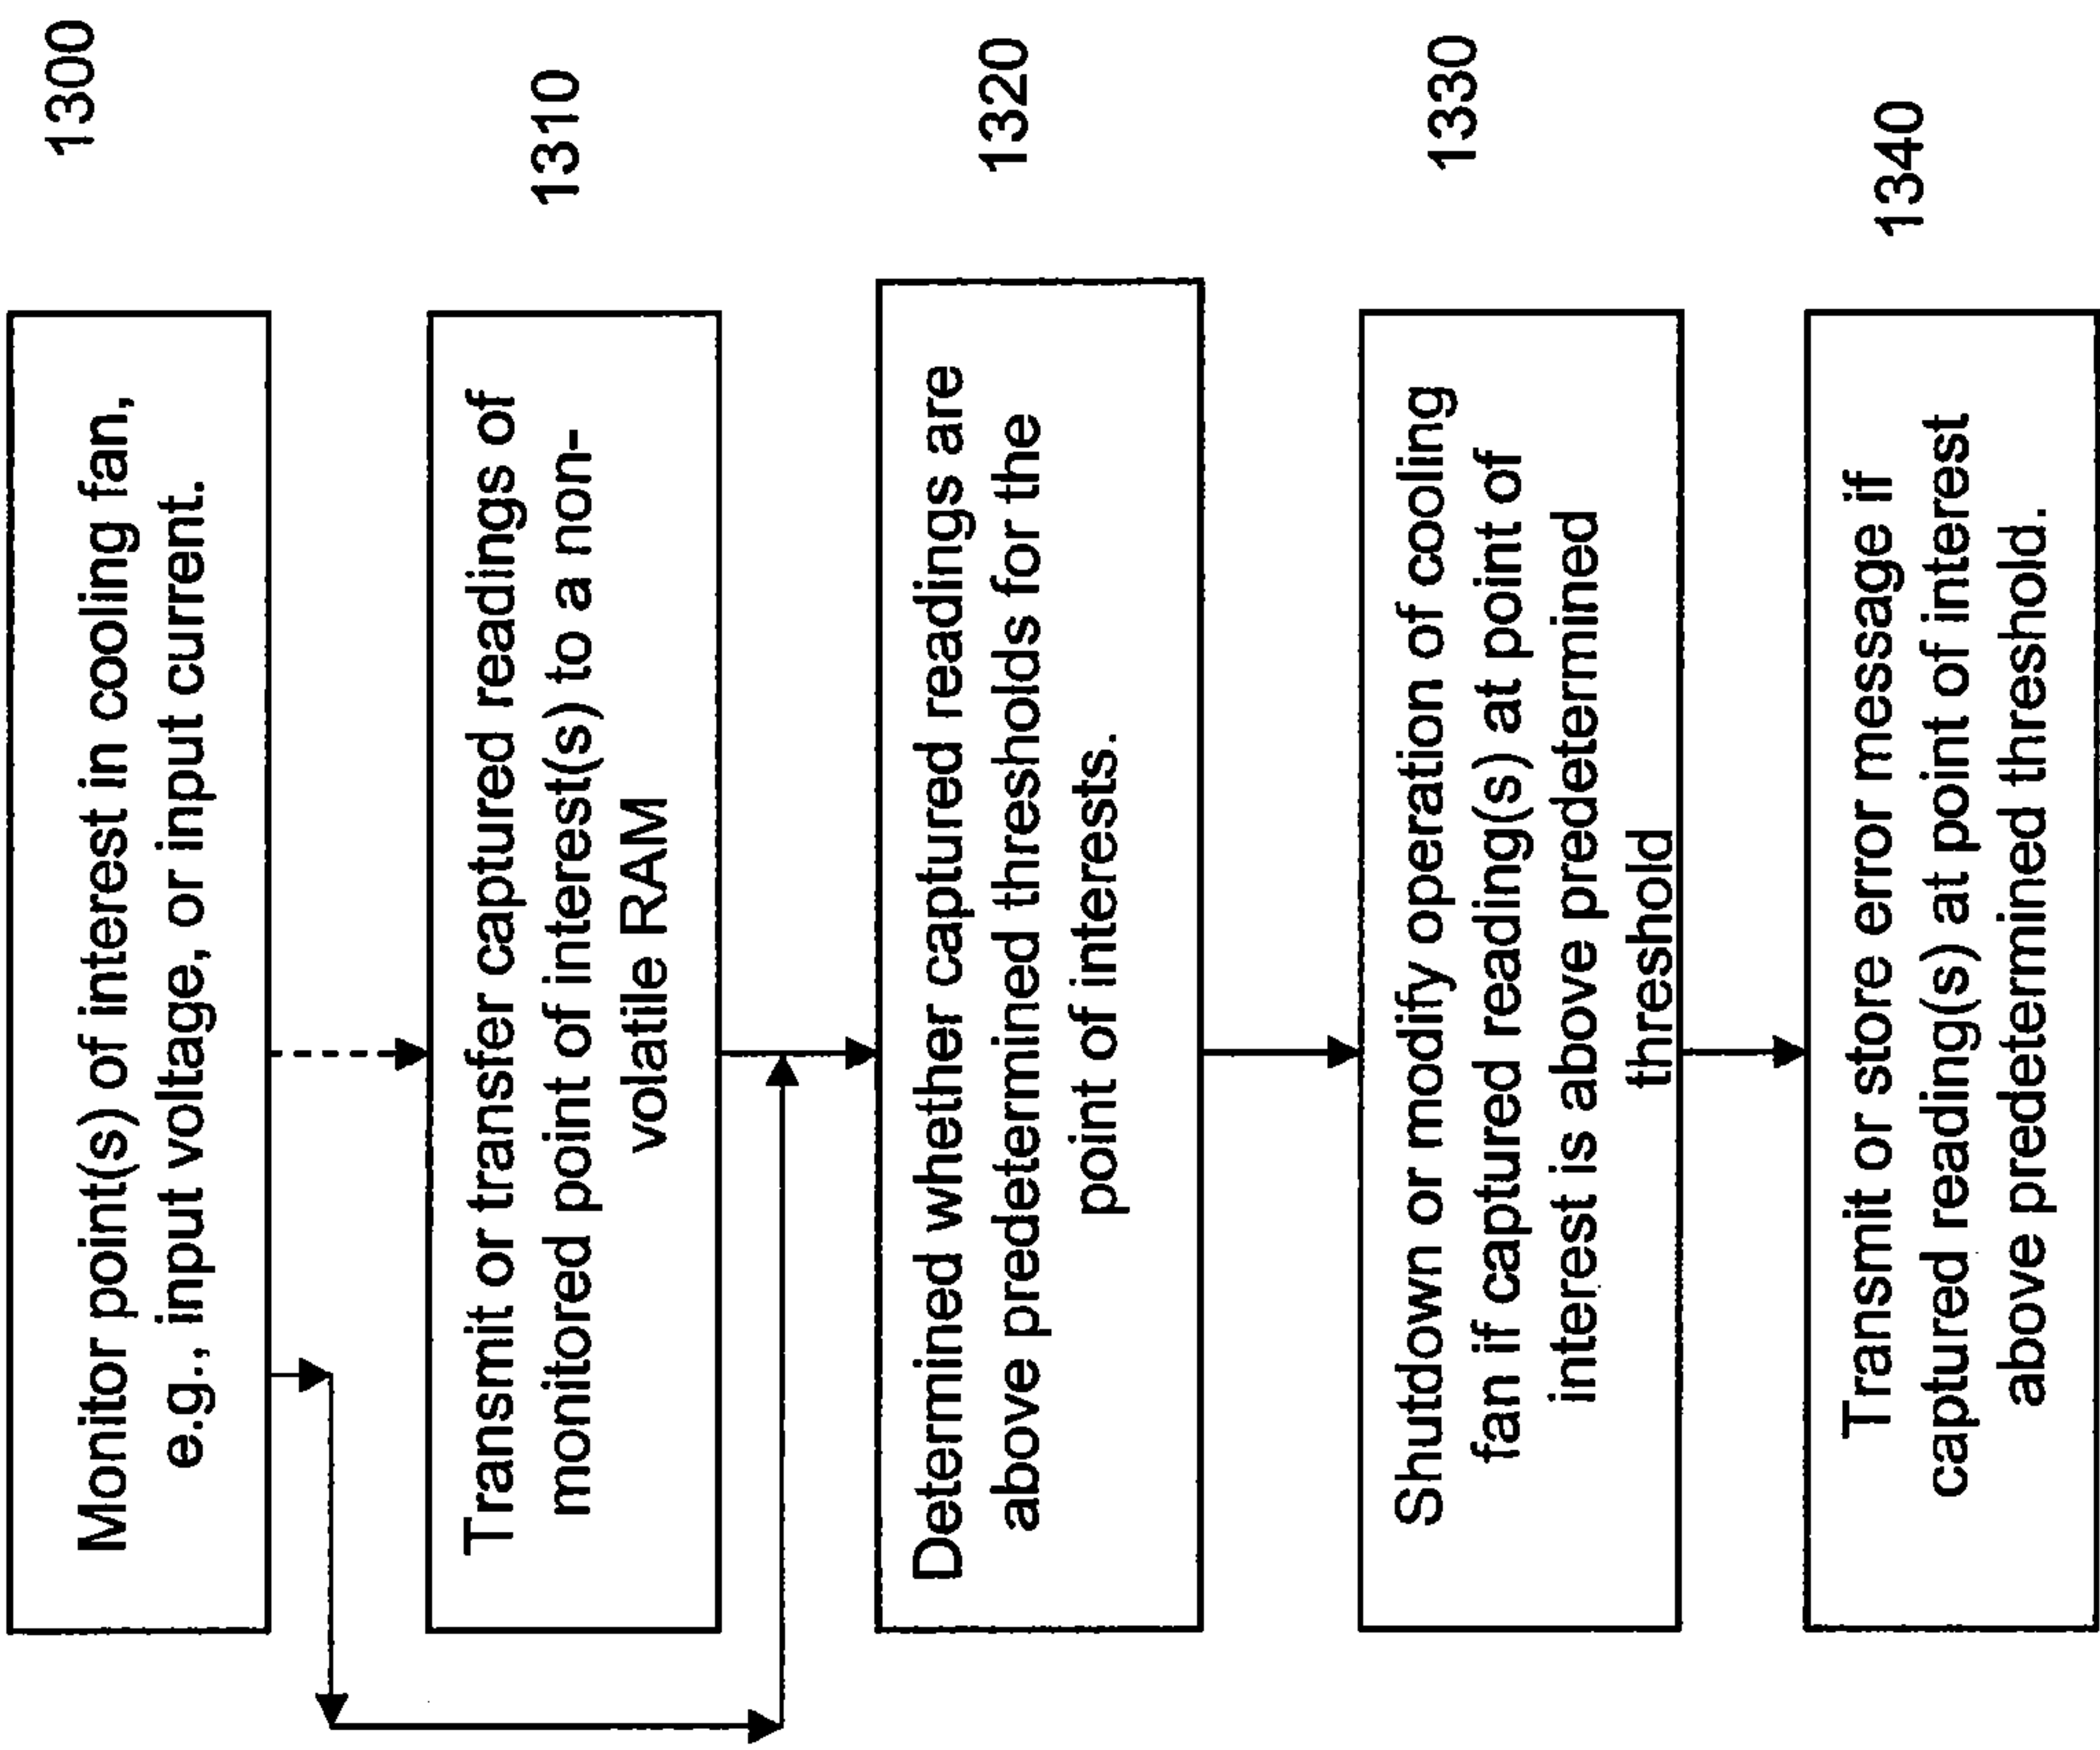 Monitor point(s) of interest in cooling fan,
e.g., input voltage, or input current.
1300
Transmit or transfer captured readings of
monitored point of interest(s) to a non-
volatile RAM
1310
Determined whether captured readings are
above predetermined thresholds for the
point of interests.
1320
Shutdown or modify operation of cooling
fan if captured reading(s) at point of
interest is above predetermined
threshold
1330
Transmit or store error message if
captured reading(s) at point of interest
above predetermined threshold.
1340